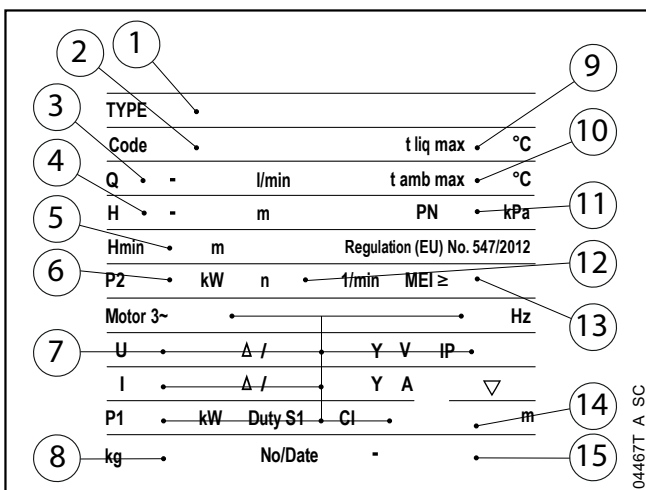 1
2
3
4
5
6
7
8
9
10
11
12
13
14
15
TYPE
Code t liq max °C
Q - l/min t amb max °C
H - m PN kPa
Hmin m Regulation (EU) No. 547/2012
P2 kW n 1/min MEI ≥
Motor 3~ Hz
U Δ / Y V IP
I Δ / Y A
P1 kW Duty S1 Cl m
kg No/Date -
04467T A SC